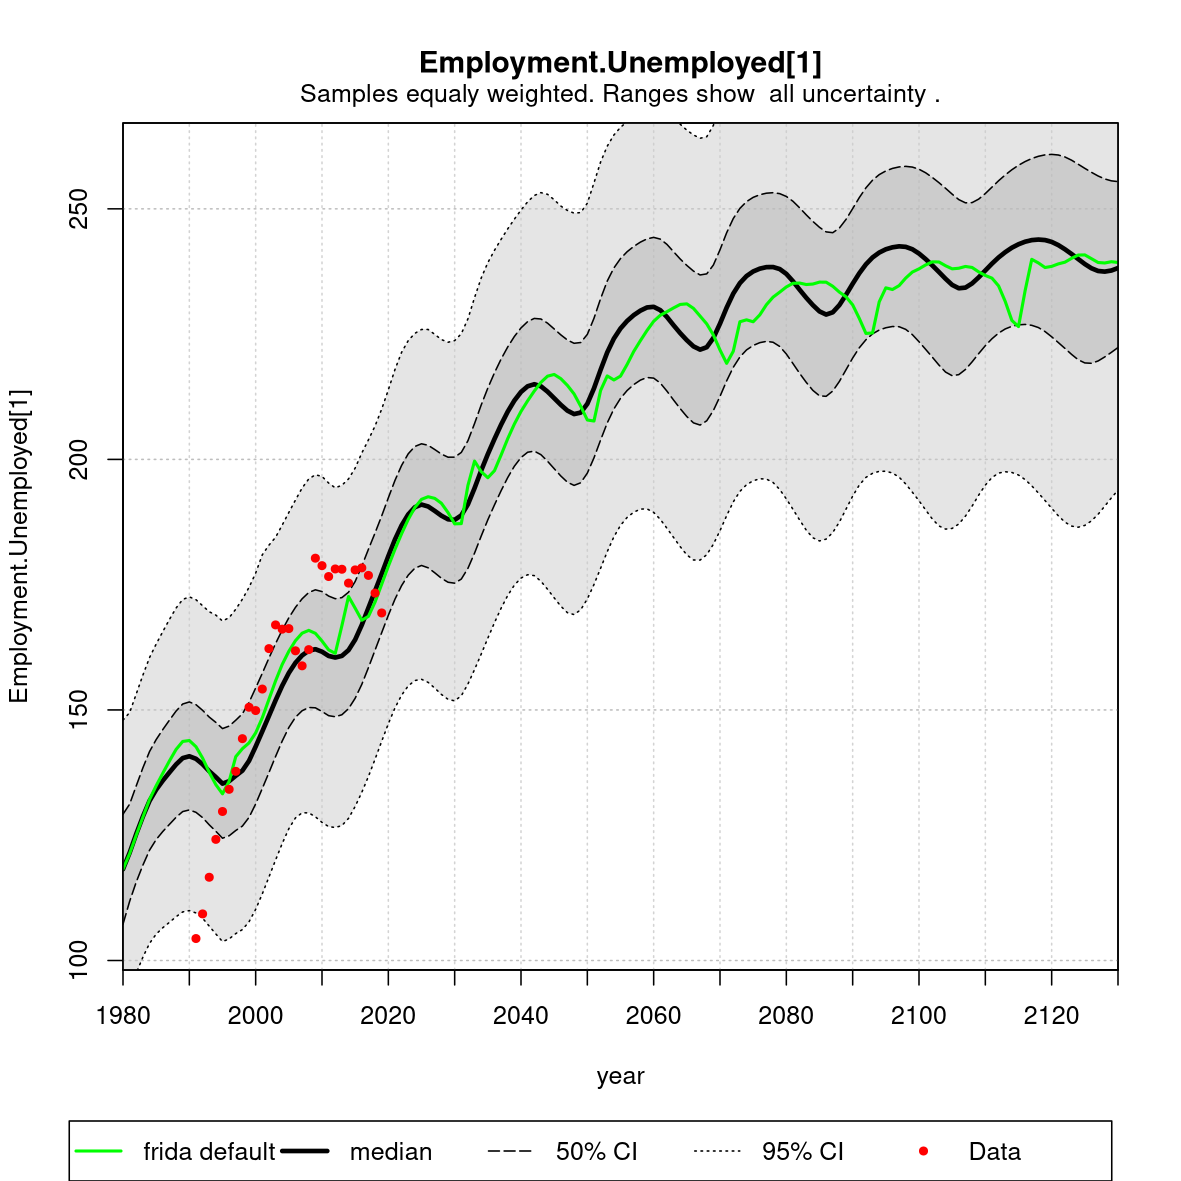 Employment.Unemployed[1]
Samples equaly weighted. Ranges show  all uncertainty .
Employment.Unemployed[1]
250
200
150
100
1980 2000 2020 2040 2060 2080 2100 2120
year
frida default median 50% CI 95% CI Data